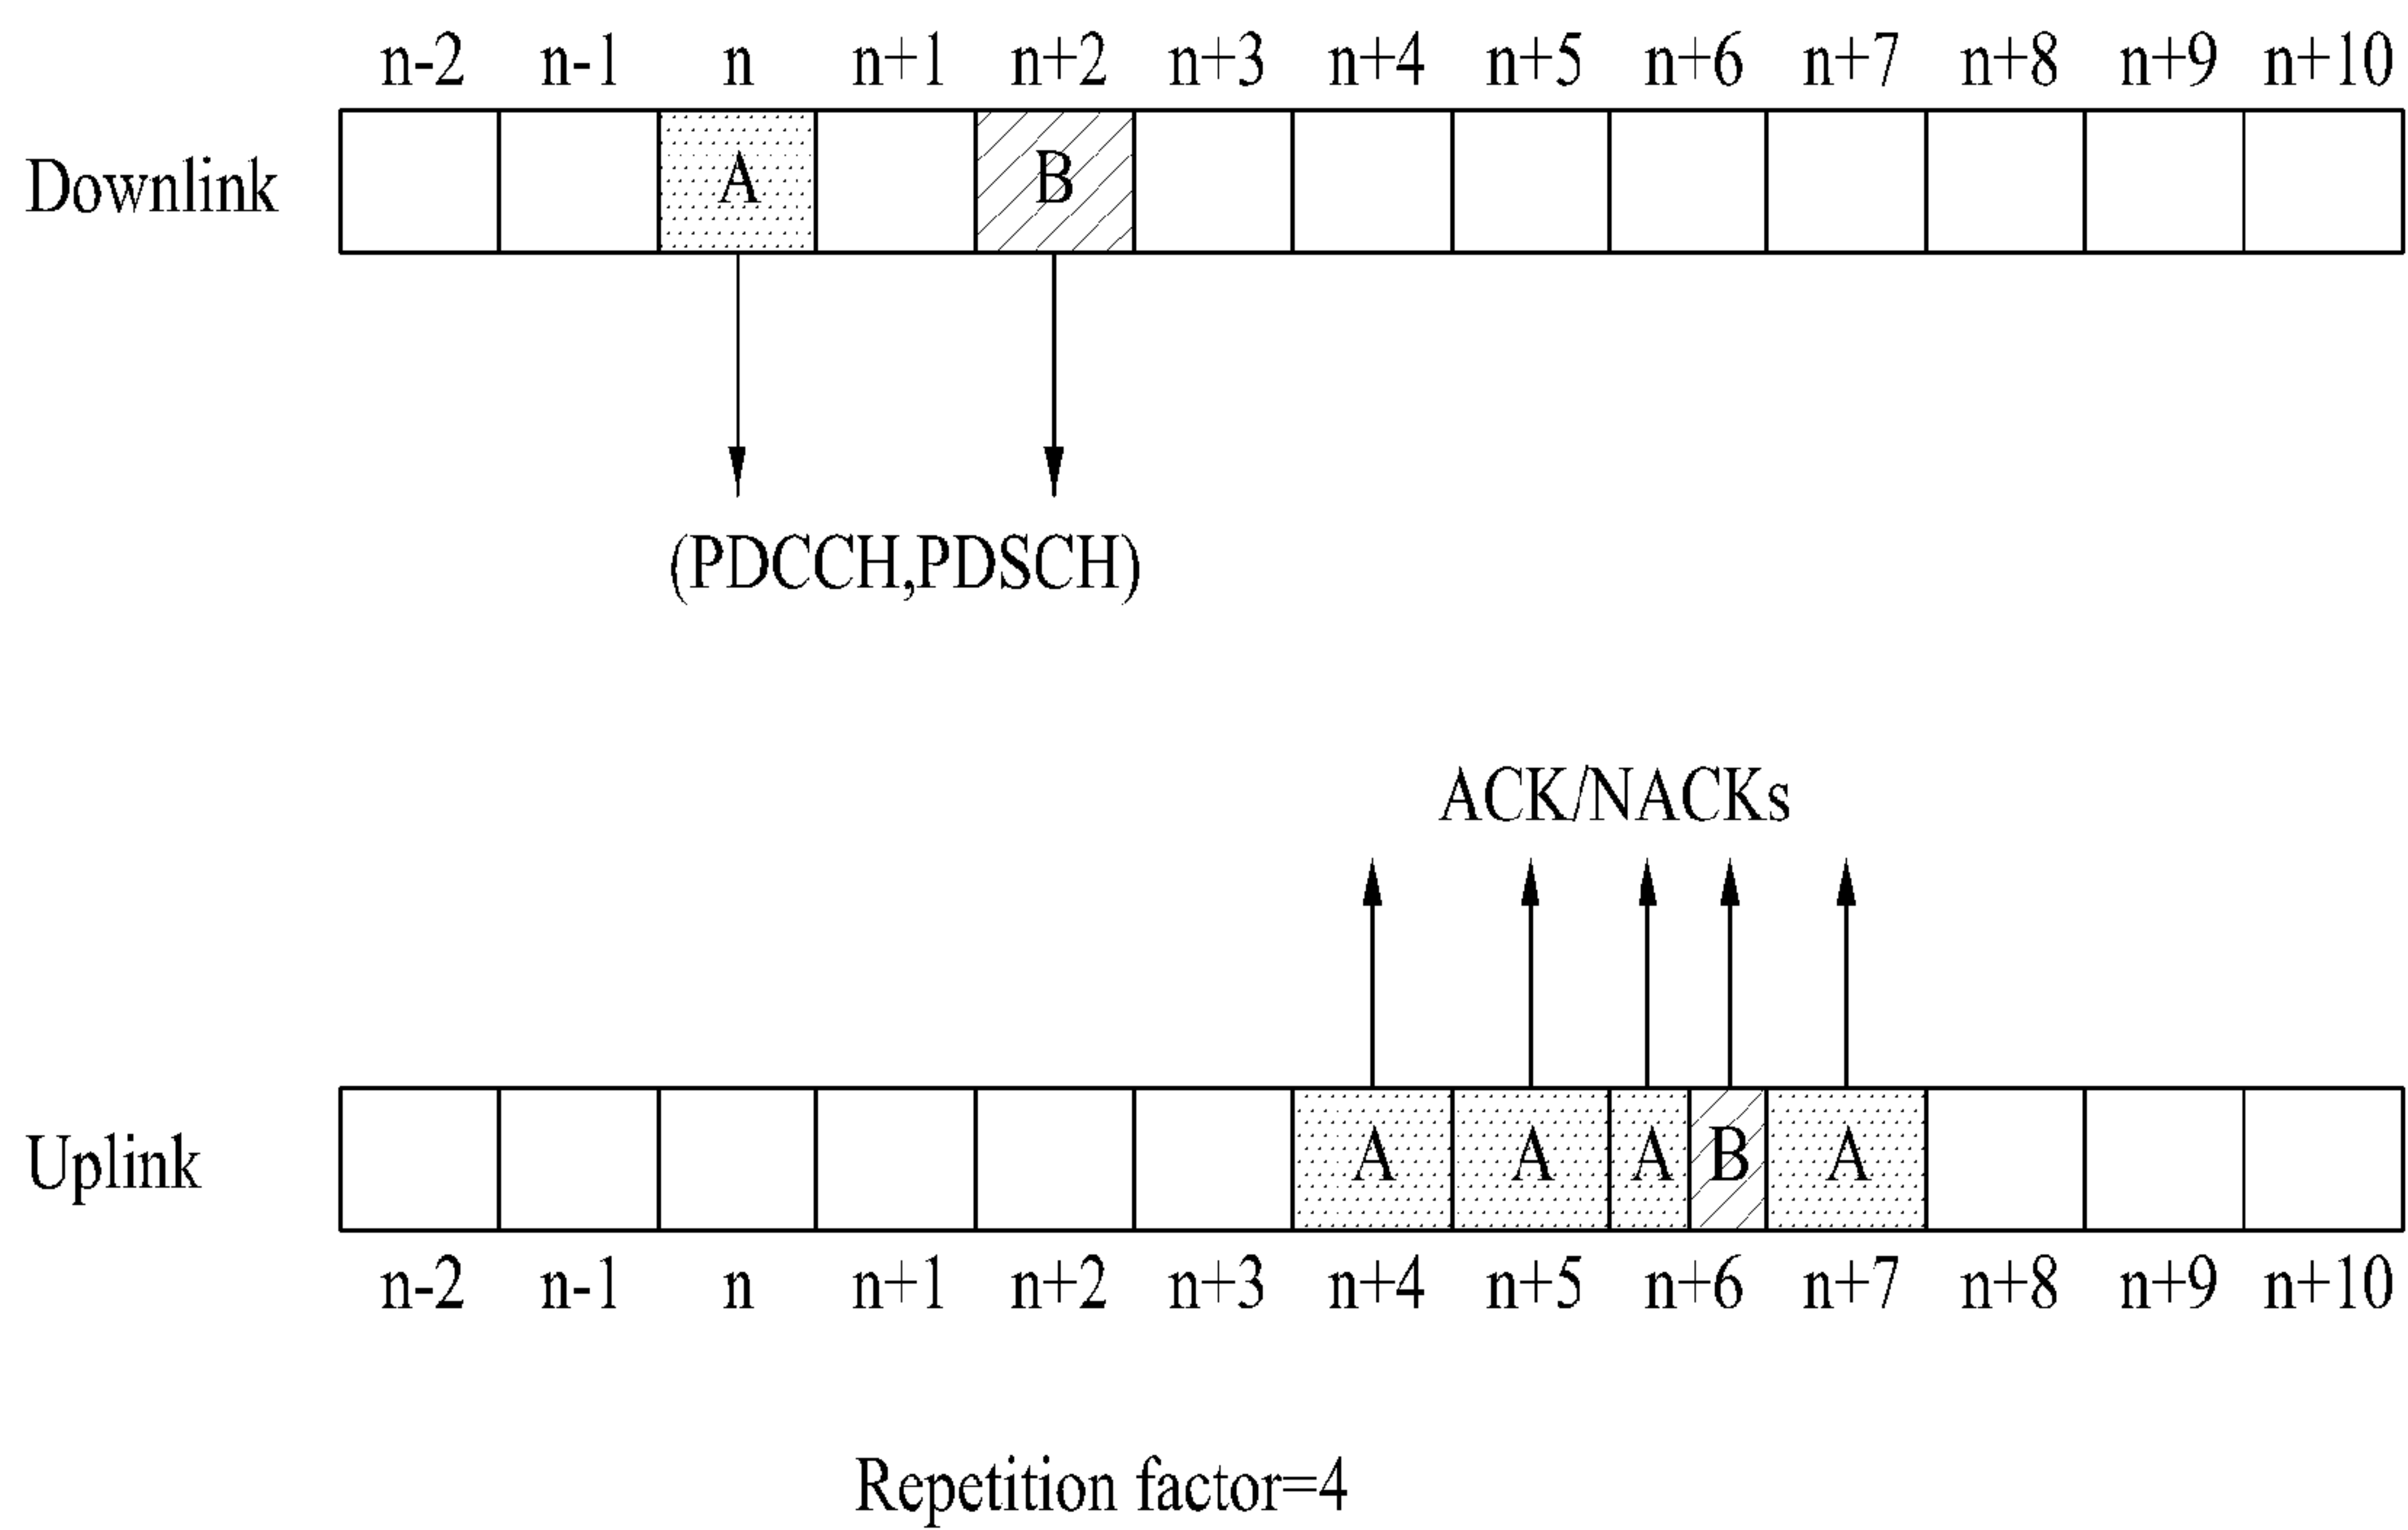 n-2 n-1 n n+1 n+2 n+3 n+4 n+5 n+6 n+7 n+8 n+9 n+10
Downlink A B
(PDCCH,PDSCH)
ACK/NACKs
Uplink A A A B A
n-2 n-1 n n+1 n+2 n+3 n+4 n+5 n+6 n+7 n+8 n+9 n+10
Repetition factor=4